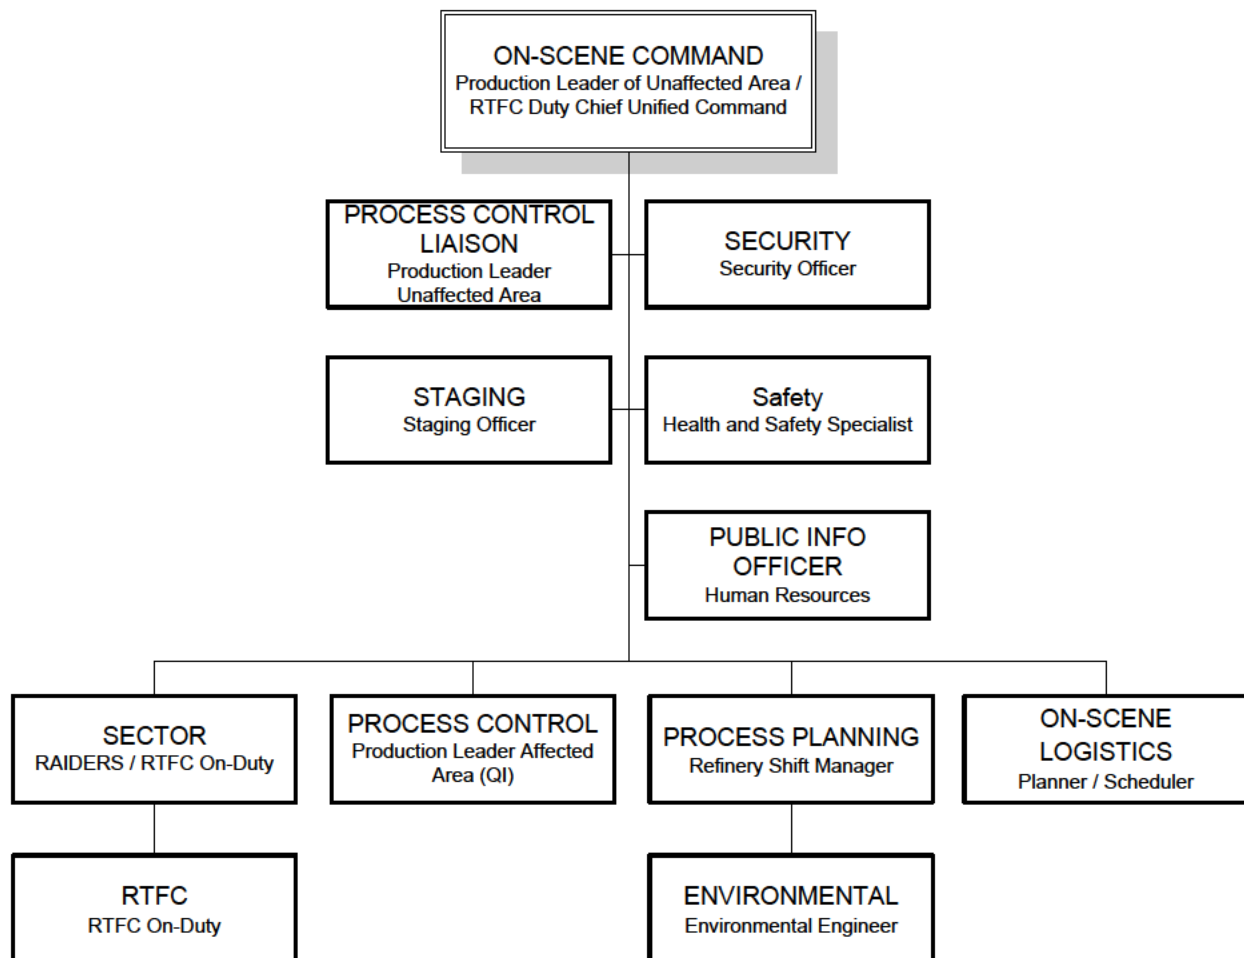 ON-SCENE COMMAND
Production Leader of Unaffected Area /
RTFC Duty Chief Unified Command
PROCESS CONTROL
LIAISON
Production Leader
Unaffected Area
SECURITY
Security Officer
STAGING
Staging Officer
Safety
Health and Safety Specialist
PUBLIC INFO
OFFICER
Human Resources
SECTOR
RAIDERS / RTFC On-Duty
PROCESS CONTROL
Production Leader Affected
Area (QI)
PROCESS PLANNING
Refinery Shift Manager
ON-SCENE
LOGISTICS
Planner / Scheduler
RTFC
RTFC On-Duty
ENVIRONMENTAL
Environmental Engineer